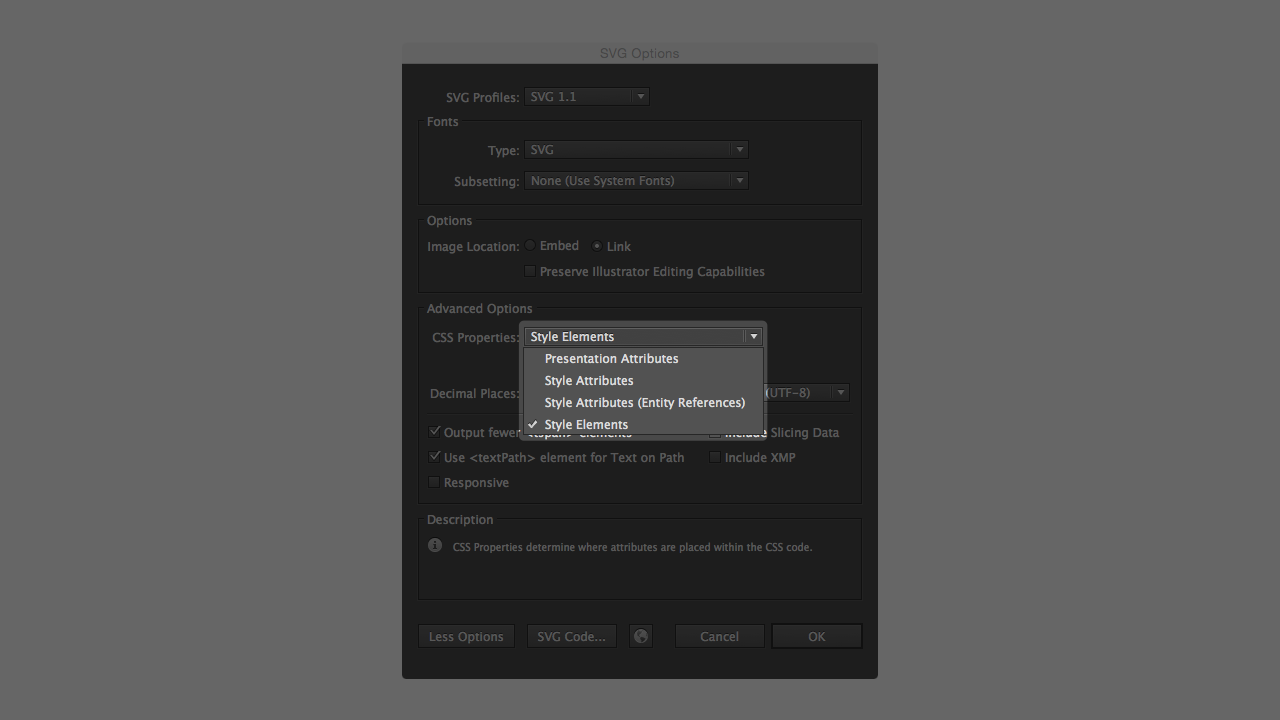 SVG Options
SVG Profiles: SVG 1.1
Fonts
Type: SVG
Subsetting: None (Use System Fonts)
Options
Image Location: Embed Link
Preserve Illustrator Editing Capabilities
Advanced Options
CSS Properties: Style Elements
Presentation Attributes
Style Attributes
Decimal Places: (UTF-8)
Style Attributes (Entity References)
Style Elements
Output fewer <tspan> elements Include Slicing Data
Use <textPath> element for Text on Path Include XMP
Responsive
Description
CSS Properties determine where attributes are placed within the CSS code.
Less Options SVG Code... Cancel OK